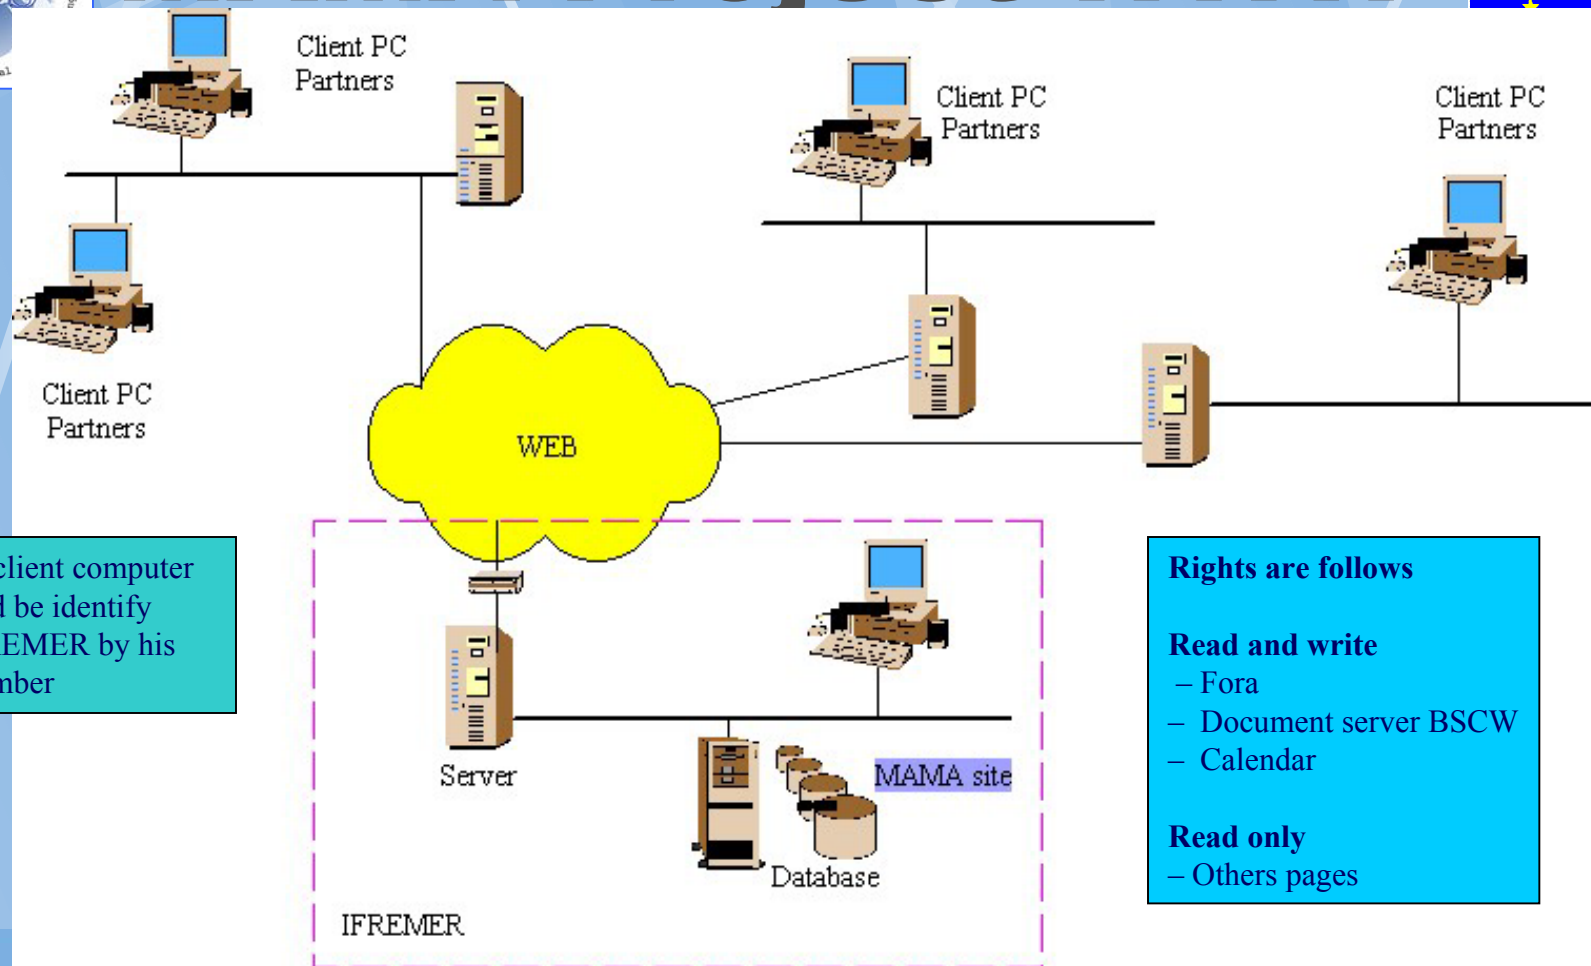 Client PC
Partners
Client PC
Partners
Client PC
Partners
Client PC
Partners
WEB
client computer
be identify
by his
Rights are follows
Read and write
– Fora
– Document server BSCW
– Calendar
Read only
– Others pages
Server
MAMA site
Database
IFREMER